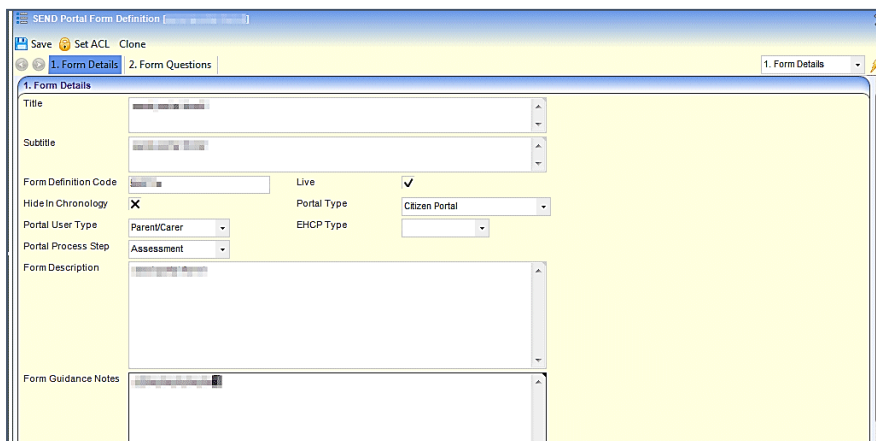 SEND Portal Form Definition [ ]
Save Set ACL Clone
1. Form Details 2. Form Questions 1. Form Details
1. Form Details
Title
Subtitle
Form Definition Code Live
Hide In Chronology Portal Type Citizen Portal
Portal User Type Parent/Carer EHCP Type
Portal Process Step Assessment
Form Description
Form Guidance Notes